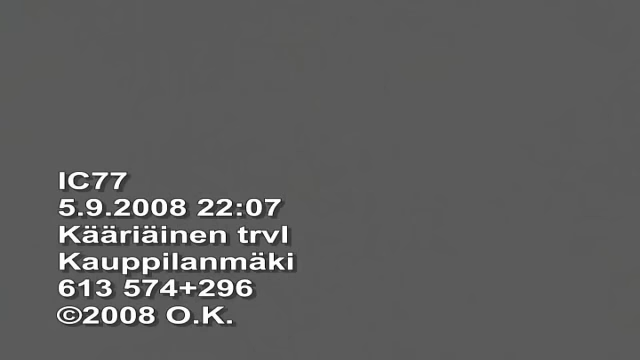 IC77
5.9.2008 22:07
Kääriäinen trvl
Kauppilanmäki
613 574+296
©2008 O.K.